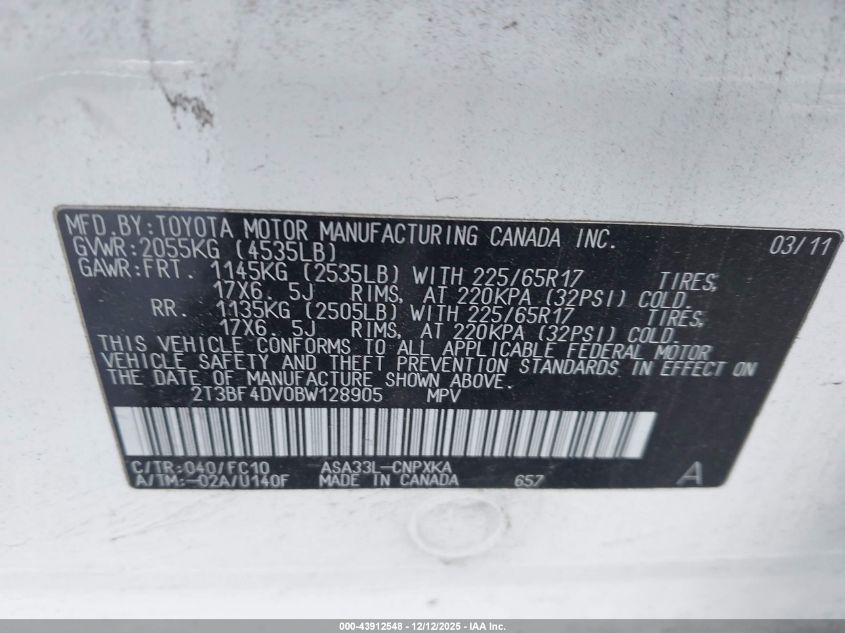 MFD.BY:TOYOTA MOTOR MANUFACTURING CANADA INC. 03/11
GVWR:2055KG (4535LB)
GAWR:FRT. 1145KG (2535LB) WITH 225/65R17 TIRES,
17X6.5J RIMS, AT 220KPA (32PSI) COLD.
RR. 1135KG (2505LB) WITH 225/65R17 TIRES,
17X6.5J RIMS, AT 220KPA (32PSI) COLD.
THIS VEHICLE CONFORMS TO ALL APPLICABLE FEDERAL MOTOR
VEHICLE SAFETY AND THEFT PREVENTION STANDARDS IN EFFECT ON
THE DATE OF MANUFACTURE SHOWN ABOVE.
2T3BF4DV0BW128905 MPV
C/TR:040/FC10 ASA33L-CNPXKA
A/TM:-02A/U140F MADE IN CANADA 657 A
000-43912548 - 12/12/2025 - IAA Inc.